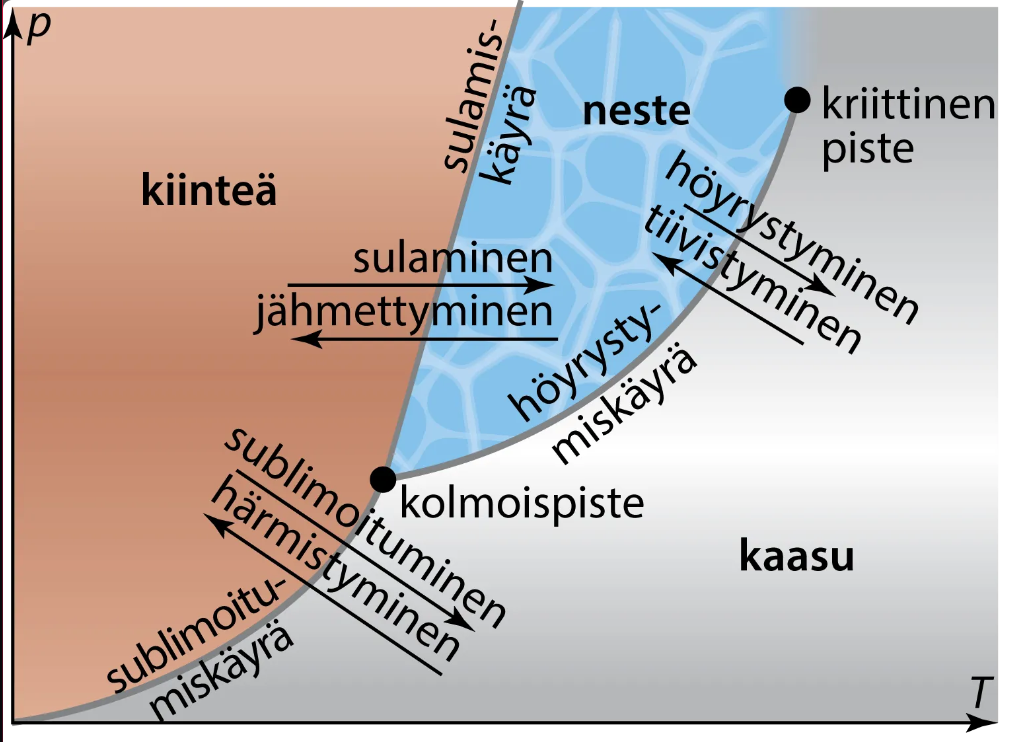 p
sulamis-
käyrä
neste
kriittinen
piste
kiinteä
höyrystyminen
tiivistyminen
sulaminen
jähmettyminen
höyrysty-
miskäyrä
sublimoituminen
härmistyminen
kolmoispiste
kaasu
sublimoitu-
miskäyrä
T